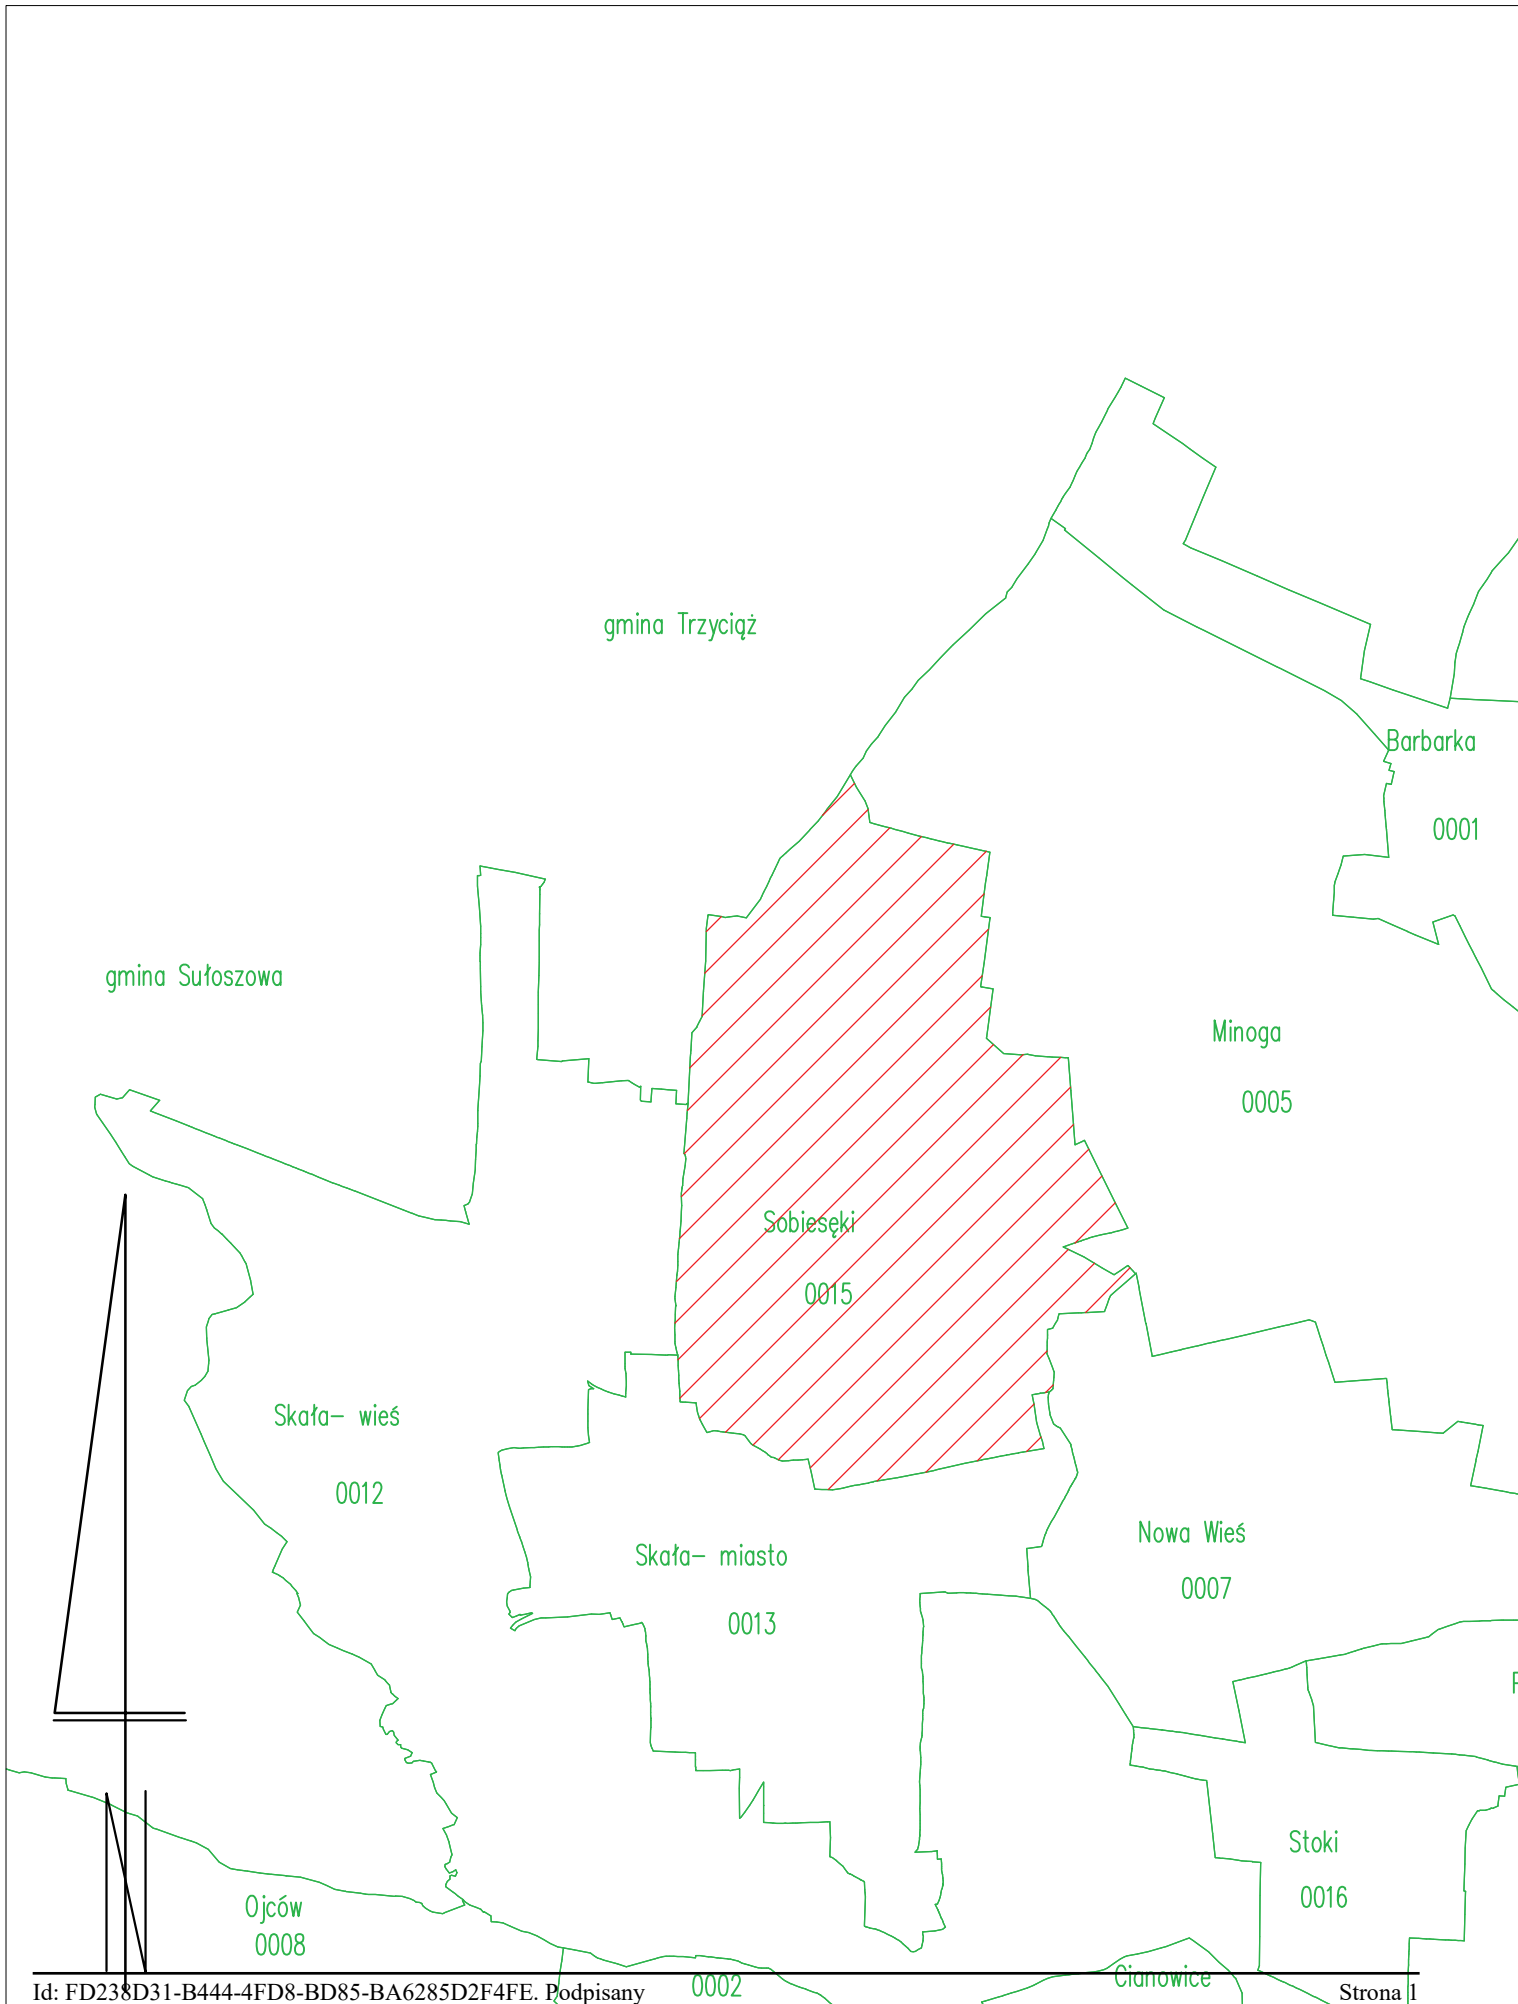 gmina Trzyciąż
Barbarka
0001
gmina Sułoszowa
Minoga
0005
Sobiesęki
0015
Skała- wieś
0012
Skała- miasto
0013
Nowa Wieś
0007
Stoki
0016
Ojców
0008
0002
Cianowice
N
Id: FD238D31-B444-4FD8-BD85-BA6285D2F4FE. Podpisany
Strona 1